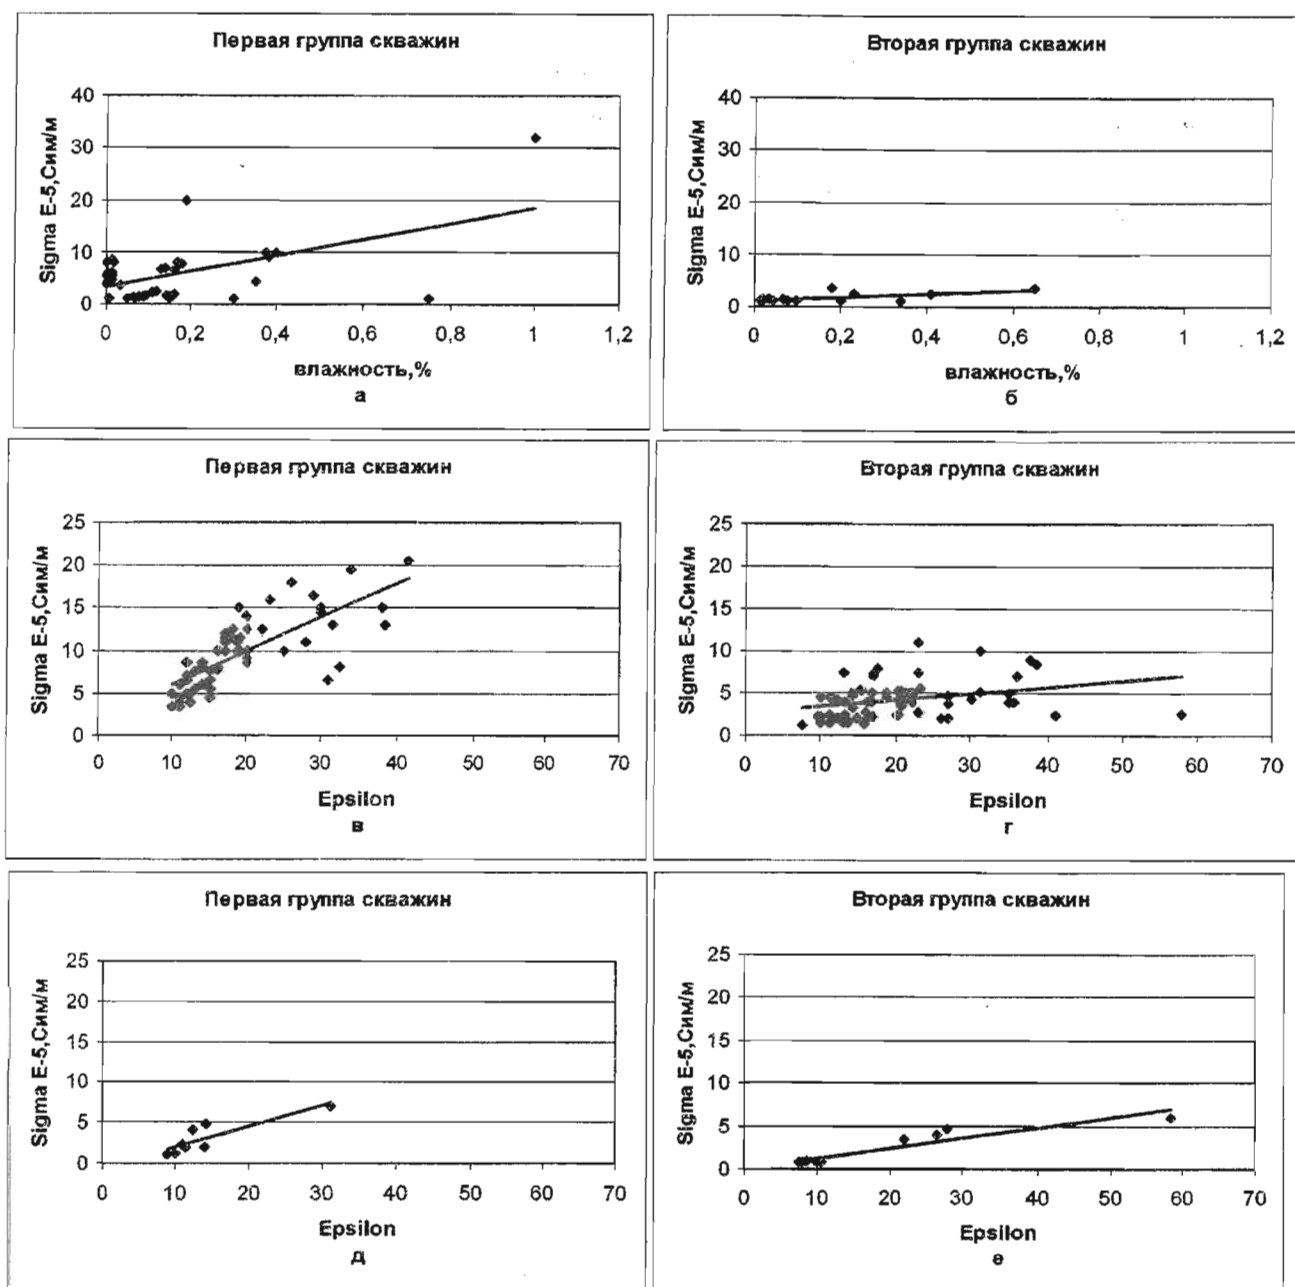 Первая группа скважин
Sigma E-5,Сим/м
40
30
20
10
0
0 0,2 0,4 0,6 0,8 1 1,2
влажность,%
а
Вторая группа скважин
Sigma E-5,Сим/м
40
30
20
10
0
0 0,2 0,4 0,6 0,8 1 1,2
влажность,%
б
Первая группа скважин
Sigma E-5,Сим/м
25
20
15
10
5
0
0 10 20 30 40 50 60 70
Epsilon
в
Вторая группа скважин
Sigma E-5,Сим/м
25
20
15
10
5
0
0 10 20 30 40 50 60 70
Epsilon
г
Первая группа скважин
Sigma E-5,Сим/м
25
20
15
10
5
0
0 10 20 30 40 50 60 70
Epsilon
д
Вторая группа скважин
Sigma E-5,Сим/м
25
20
15
10
5
0
0 10 20 30 40 50 60 70
Epsilon
е